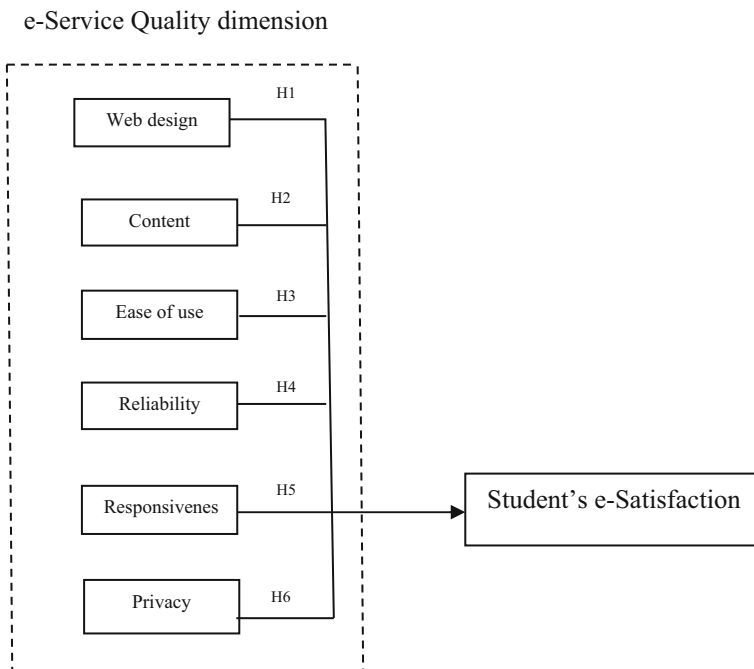 e-Service Quality dimension
H1
Web design
H2
Content
H3
Ease of use
H4
Reliability
H5
Responsivenes
Student’s e-Satisfaction
H6
Privacy